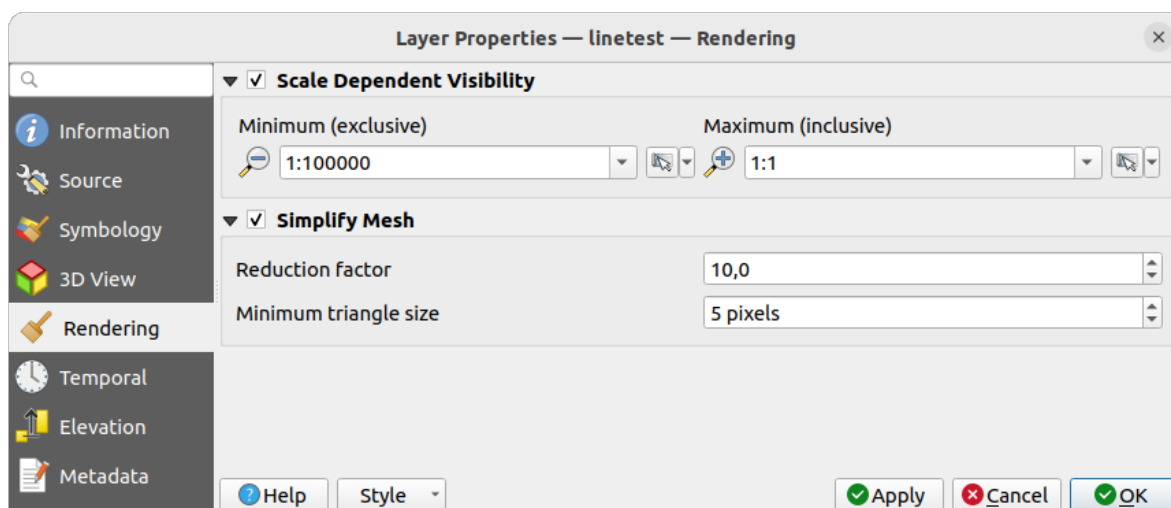 Layer Properties — linetest — Rendering
Information
Source
Symbology
3D View
Rendering
Temporal
Elevation
Metadata
Scale Dependent Visibility
Minimum (exclusive)
1:100000
Maximum (inclusive)
1:1
Simplify Mesh
Reduction factor
10,0
Minimum triangle size
5 pixels
Help
Style
Apply
Cancel
OK